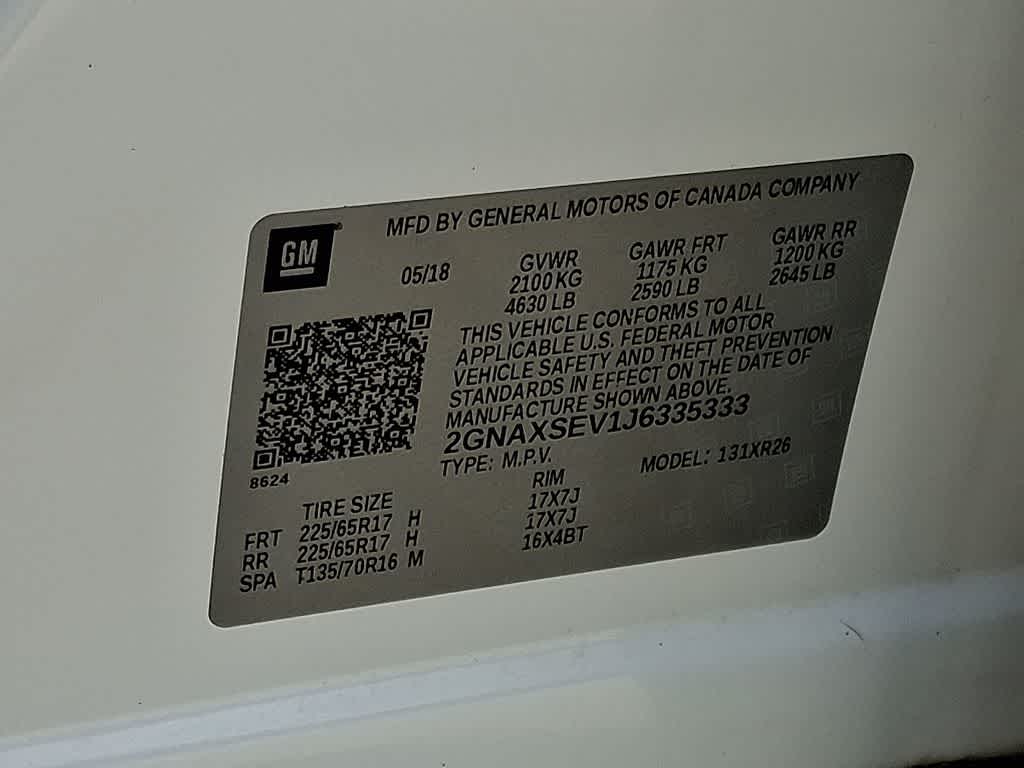 GM
MFD BY GENERAL MOTORS OF CANADA COMPANY
05/18
GVWR GAWR FRT GAWR RR
2100 KG 1175 KG 1200 KG
4630 LB 2590 LB 2645 LB
THIS VEHICLE CONFORMS TO ALL
APPLICABLE U.S. FEDERAL MOTOR
VEHICLE SAFETY AND THEFT PREVENTION
STANDARDS IN EFFECT ON THE DATE OF
MANUFACTURE SHOWN ABOVE.
2GNAXSEV1J6335333
TYPE: M.P.V. MODEL: 131XR26
8624
TIRE SIZE RIM
FRT 225/65R17 H 17X7J
RR 225/65R17 H 17X7J
SPA T135/70R16 M 16X4BT